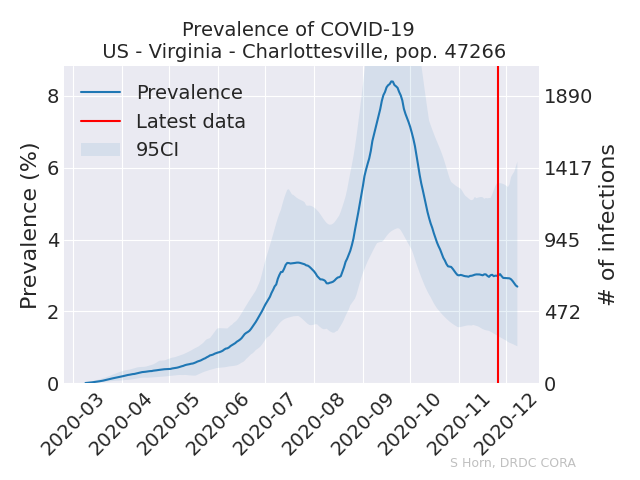 Prevalence of COVID-19
US - Virginia - Charlottesville, pop. 47266
Prevalence
Latest data
95CI
Prevalence (%)
8
6
4
2
0
1890
1417
945
472
0
# of infections
2020-03
2020-04
2020-05
2020-06
2020-07
2020-08
2020-09
2020-10
2020-11
2020-12
S Horn, DRDC CORA